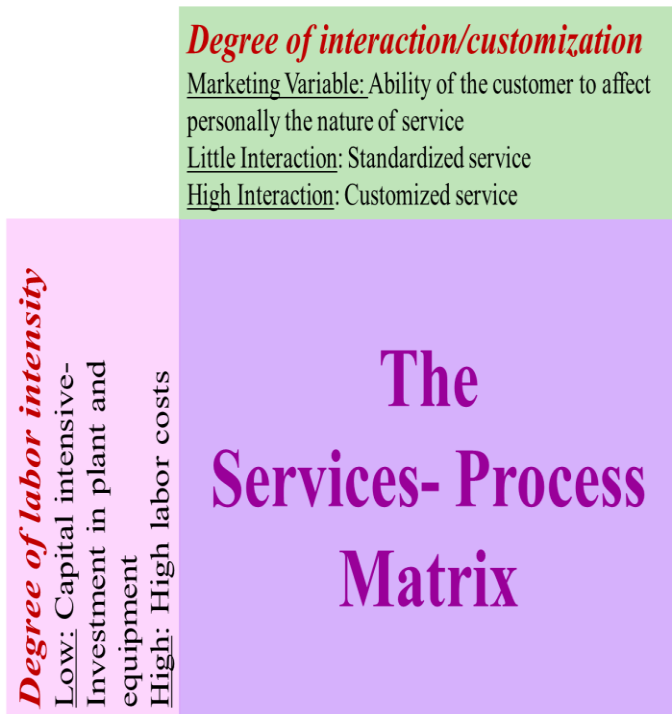 Degree of interaction/customization
Marketing Variable: Ability of the customer to affect
personally the nature of service
Little Interaction: Standardized service
High Interaction: Customized service
Degree of labor intensity
Low: Capital intensive-
Investment in plant and
equipment
High: High labor costs
The
Services- Process
Matrix